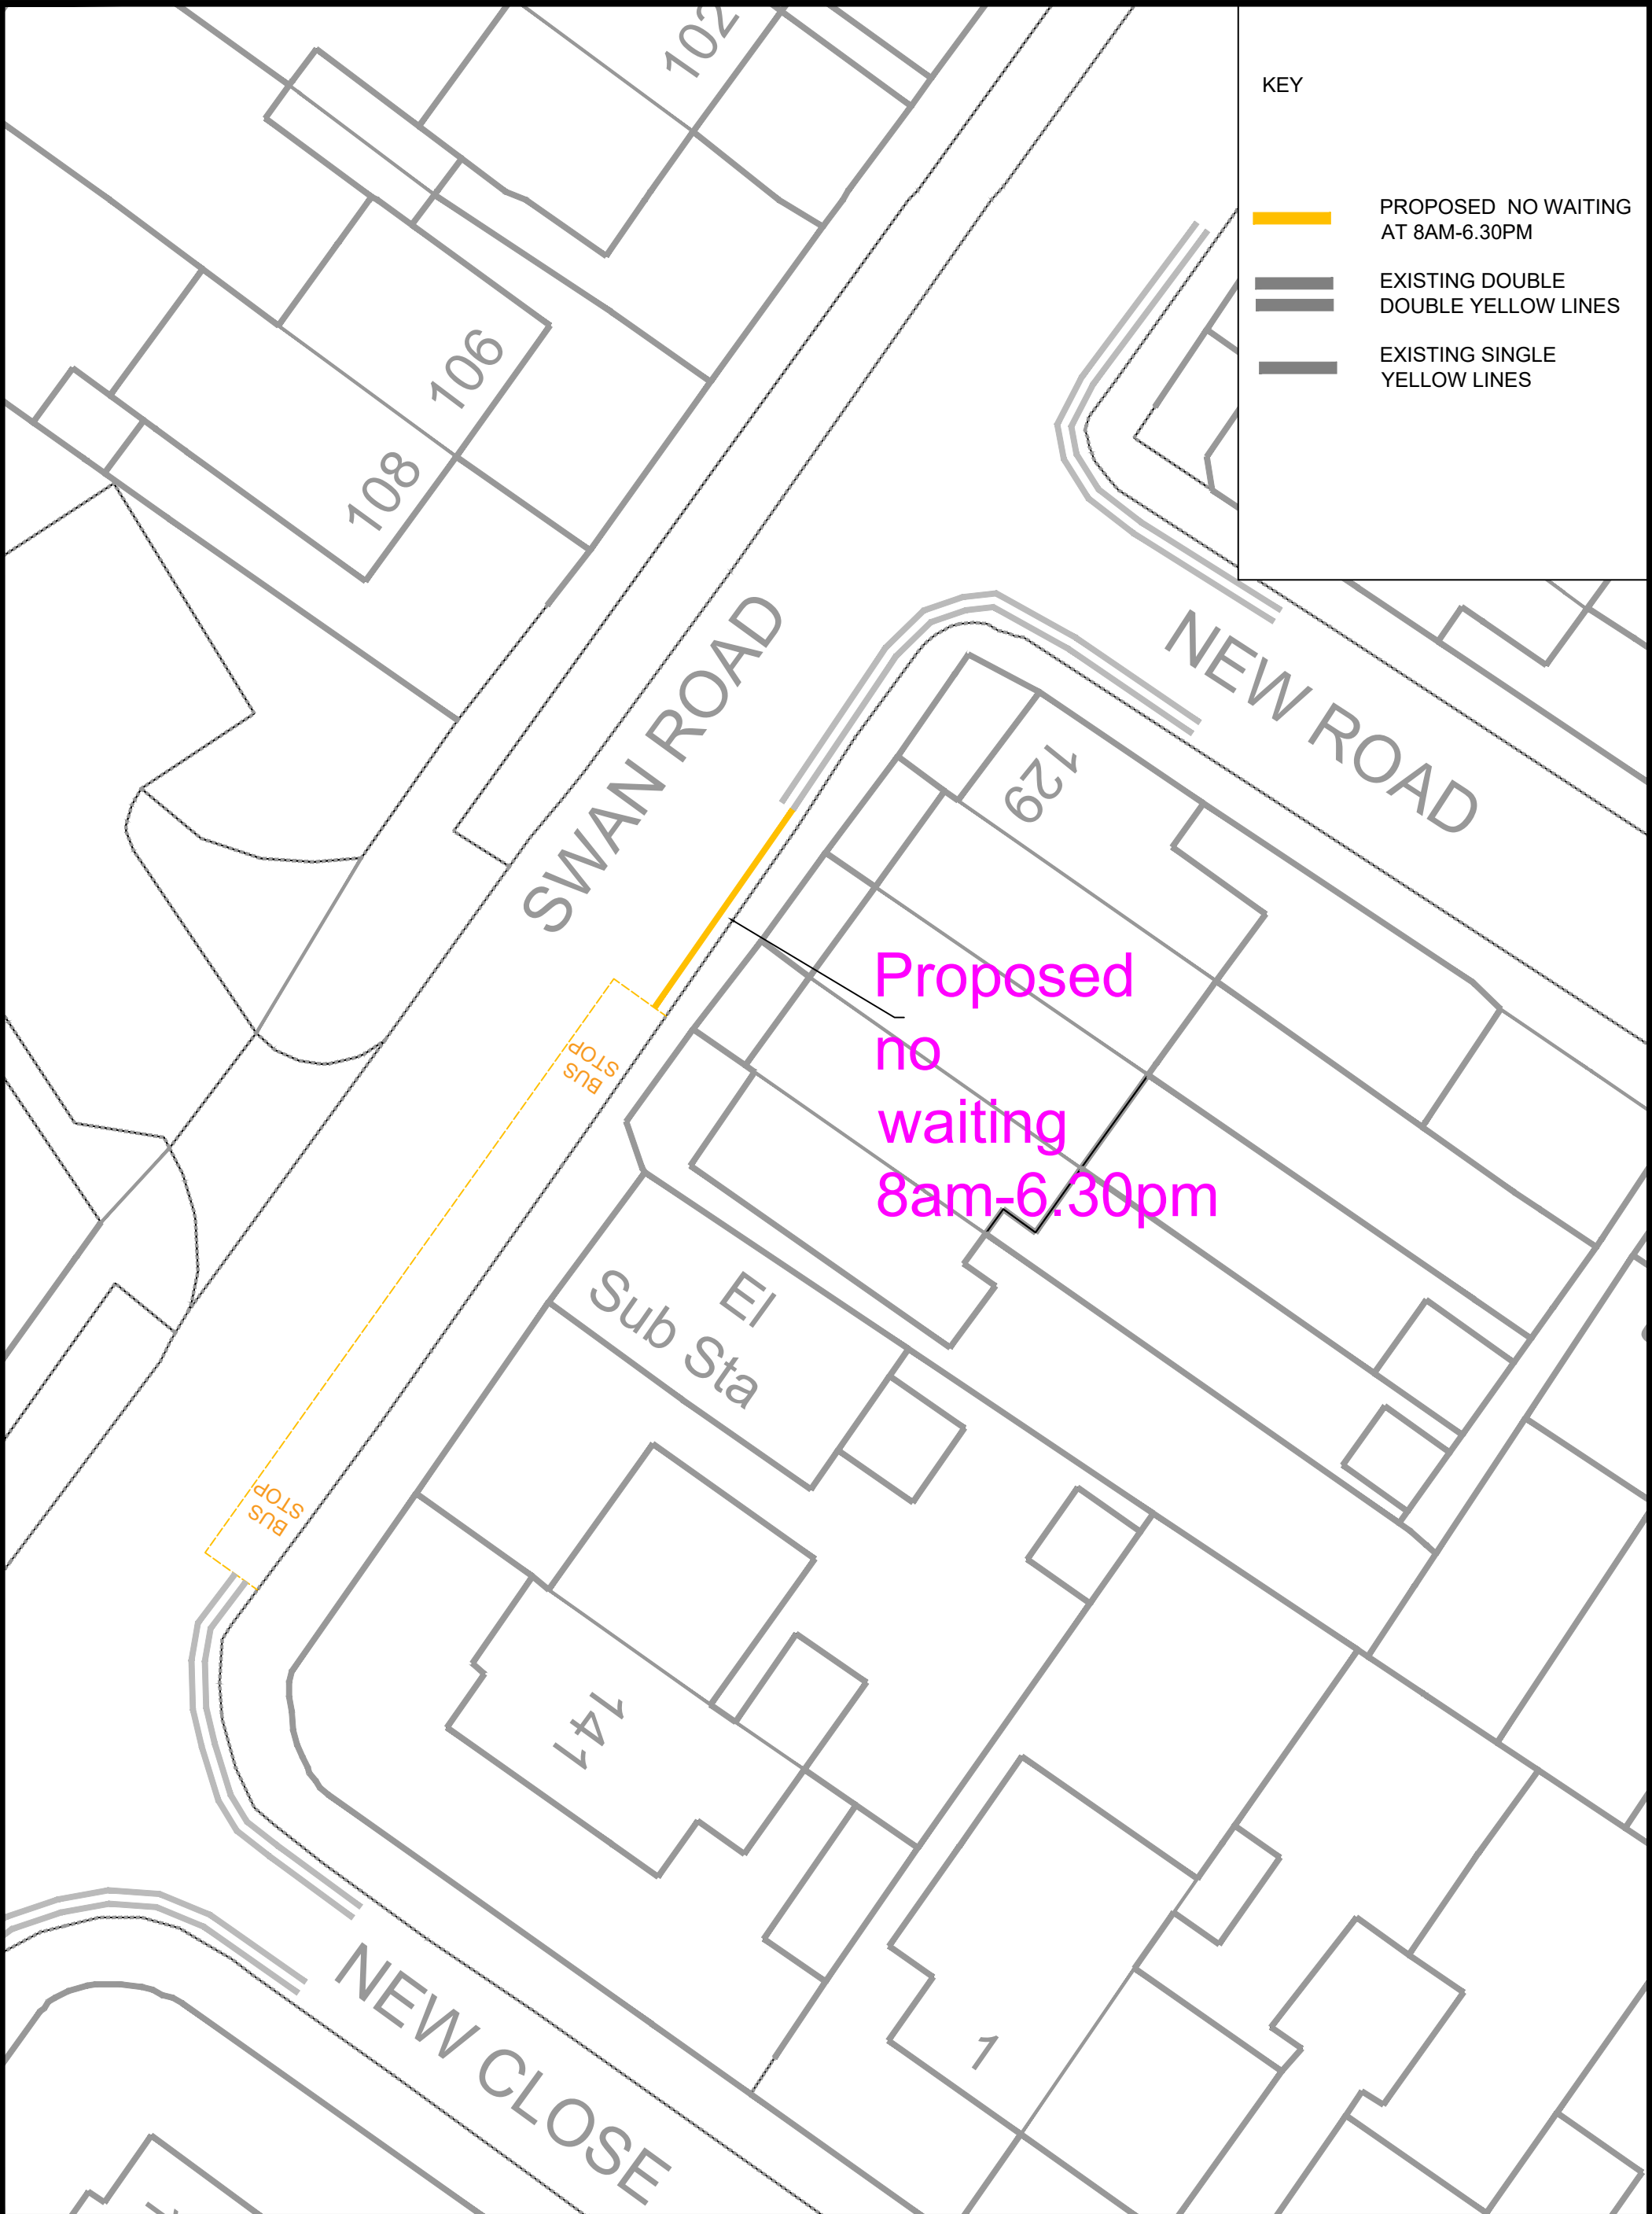 102
KEY
PROPOSED NO WAITING
AT 8AM-6.30PM
EXISTING DOUBLE
DOUBLE YELLOW LINES
EXISTING SINGLE
YELLOW LINES
106
108
SWAN ROAD
NEW ROAD
129
Proposed
no
waiting
8am-6.30pm
BUS
STOP
El
Sub Sta
BUS
STOP
141
NEW CLOSE
1